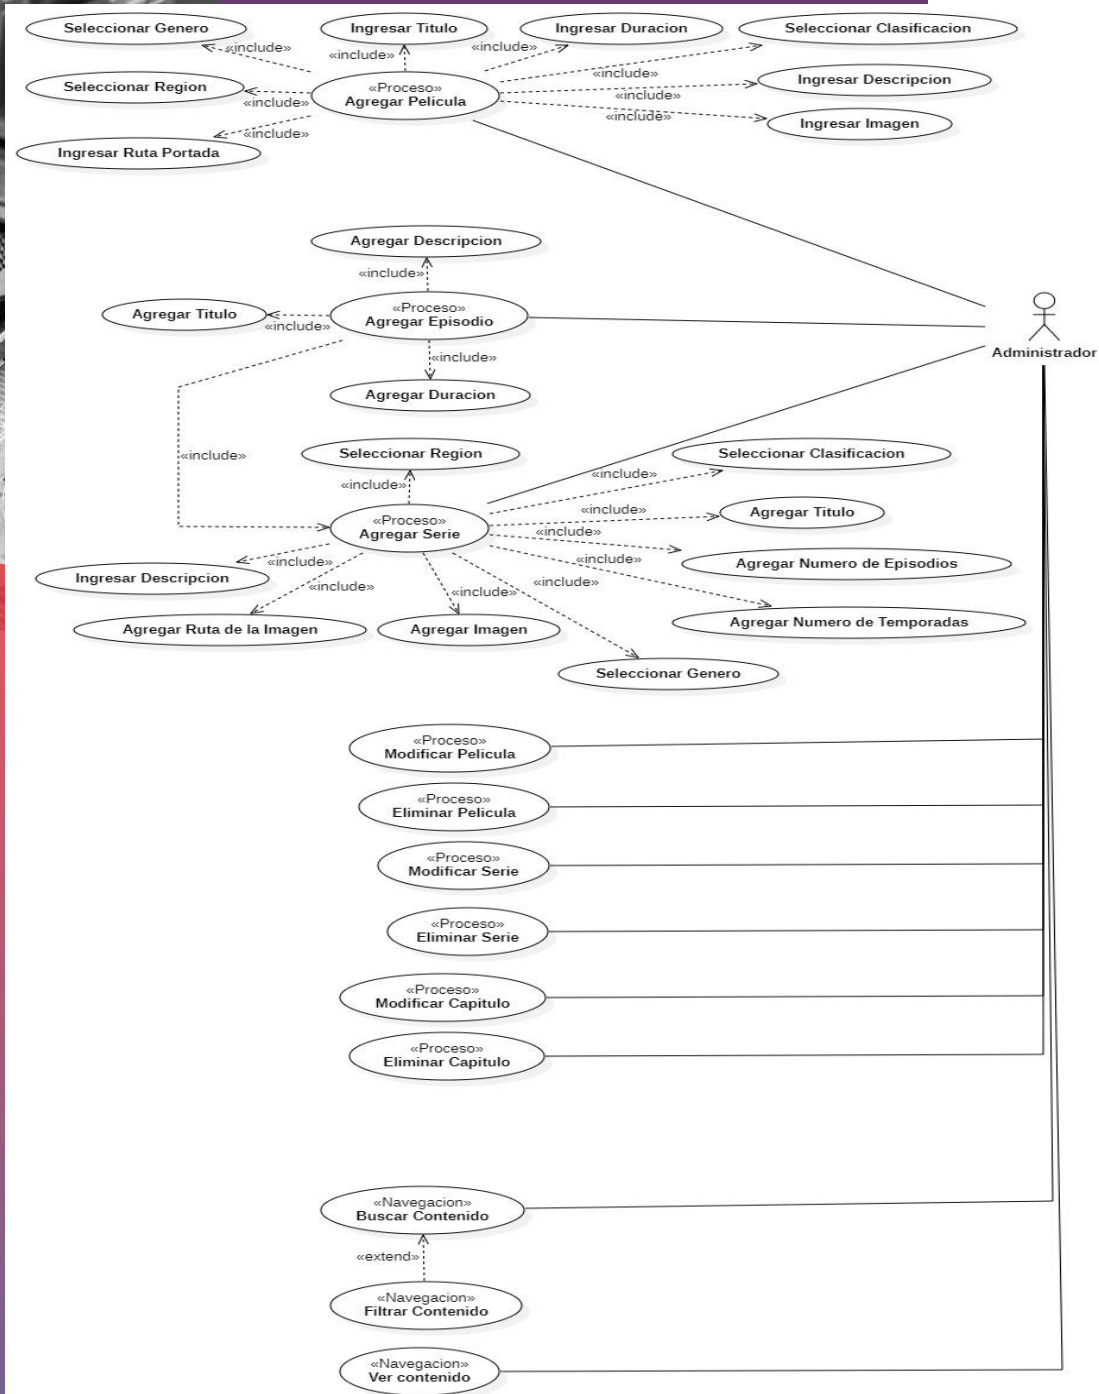 Seleccionar Genero
Ingresar Titulo
Ingresar Duracion
Seleccionar Clasificacion
«include»
«include»
«include»
«include»
Seleccionar Region
«Proceso»
Agregar Pelicula
Ingresar Descripcion
«include»
«include»
«include»
Ingresar Imagen
«include»
Ingresar Ruta Portada
Agregar Descripcion
«include»
Agregar Titulo
«include»
«Proceso»
Agregar Episodio
Administrador
«include»
Agregar Duracion
«include»
Seleccionar Region
Seleccionar Clasificacion
«include»
«include»
«Proceso»
Agregar Serie
«include»
Agregar Titulo
«include»
«include»
Agregar Numero de Episodios
«include»
Ingresar Descripcion
«include»
«include»
«include»
Agregar Ruta de la Imagen
Agregar Imagen
Agregar Numero de Temporadas
Seleccionar Genero
«Proceso»
Modificar Pelicula
«Proceso»
Eliminar Pelicula
«Proceso»
Modificar Serie
«Proceso»
Eliminar Serie
«Proceso»
Modificar Capitulo
«Proceso»
Eliminar Capitulo
«Navegacion»
Buscar Contenido
«extend»
«Navegacion»
Filtrar Contenido
«Navegacion»
Ver contenido